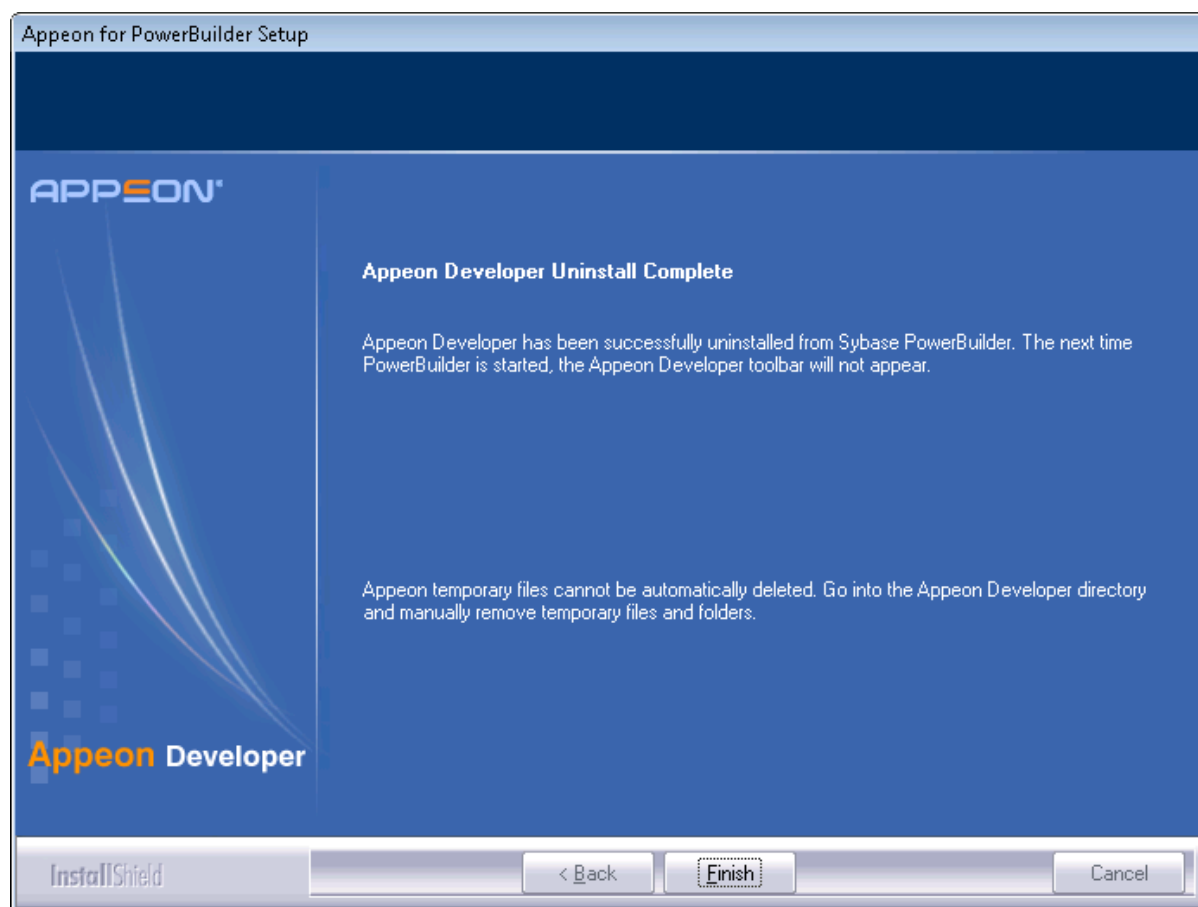 Appeon for PowerBuilder Setup
APPEON®
Appeon Developer Uninstall Complete
Appeon Developer has been successfully uninstalled from Sybase PowerBuilder. The next time
PowerBuilder is started, the Appeon Developer toolbar will not appear.
Appeon temporary files cannot be automatically deleted. Go into the Appeon Developer directory
and manually remove temporary files and folders.
Appeon Developer
InstallShield
< Back
Finish
Cancel